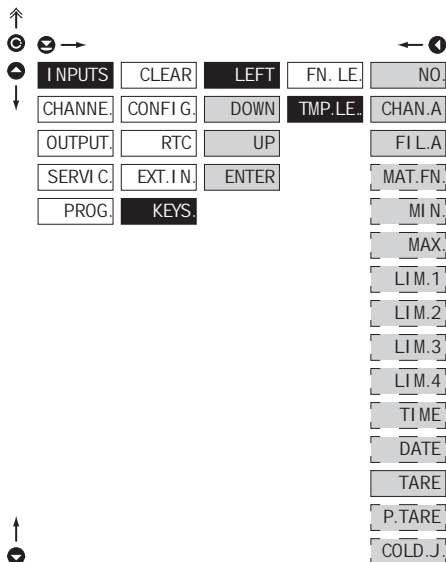 INPUTS CLEAR LEFT FN. LE. NO.
CHANNE. CONFIG. DOWN TMP.LE.. CHAN.A
OUTPUT. RTC UP FIL.A
SERVIC. EXT.IN. ENTER MAT.FN.
PROG. KEYS. MIN.
MAX.
LIM.1
LIM.2
LIM.3
LIM.4
TIME
DATE
TARE
P.TARE
COLD.J.